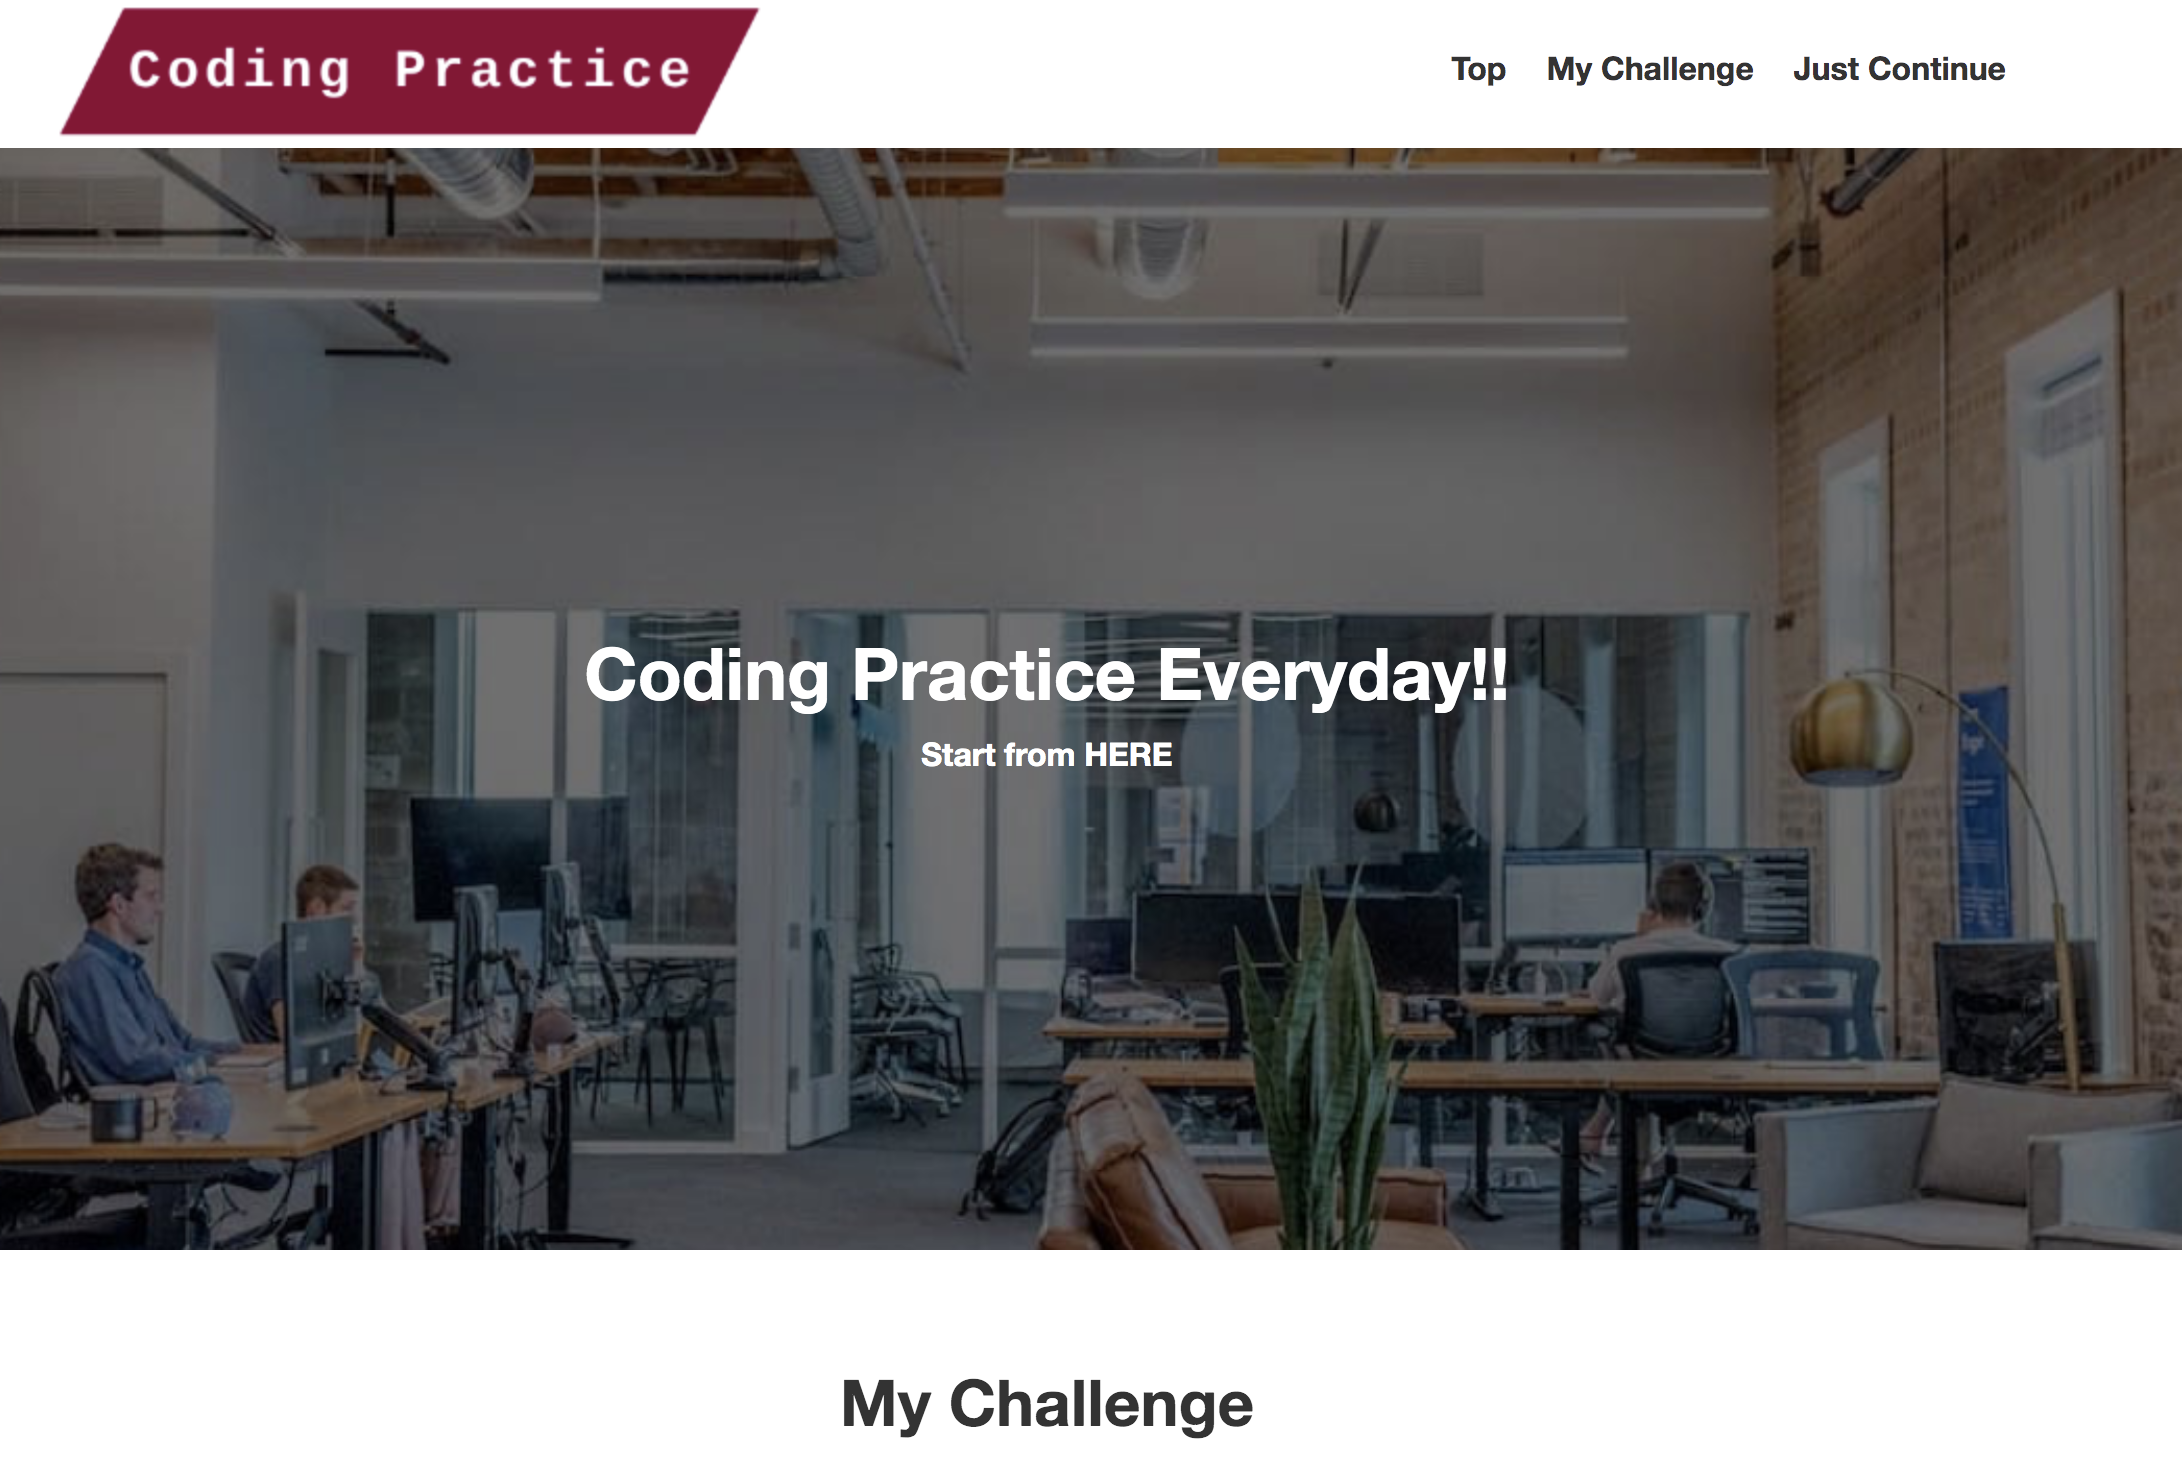 Coding Practice
Top My Challenge Just Continue
Coding Practice Everyday!!
Start from HERE
My Challenge